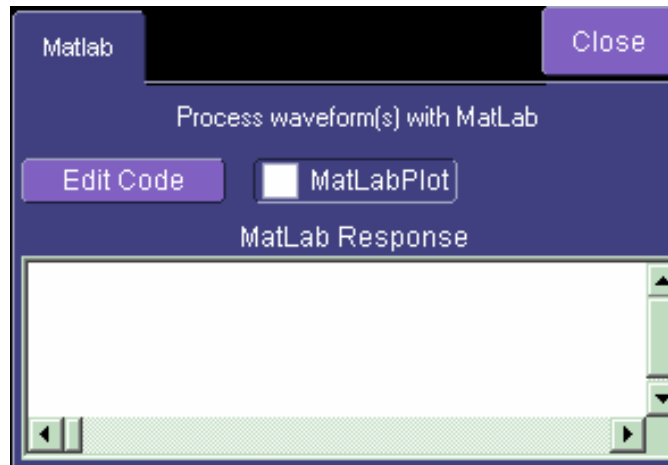 Matlab
Close
Process waveform(s) with MatLab
Edit Code
MatLabPlot
MatLab Response